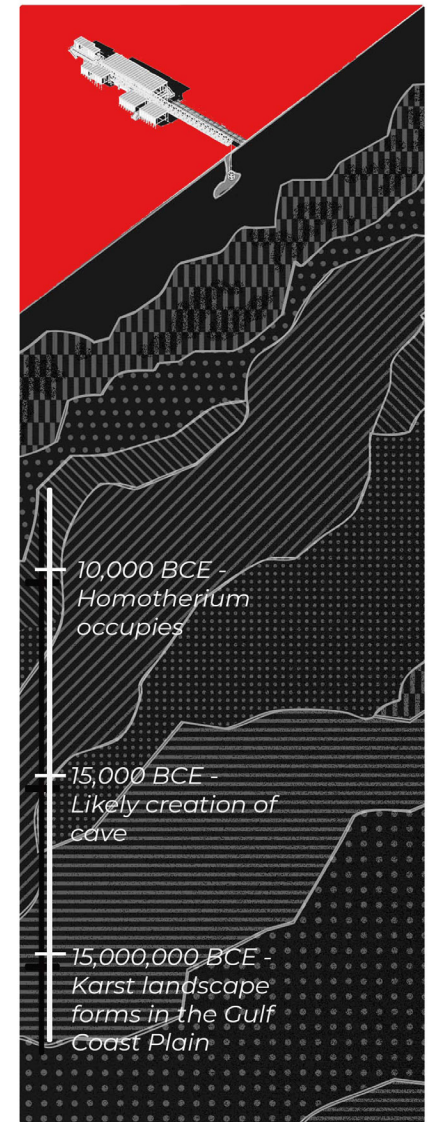 10,000 BCE -
Homotherium
occupies
15,000 BCE -
Likely creation of
cave
15,000,000 BCE -
Karst landscape
forms in the Gulf
Coast Plain